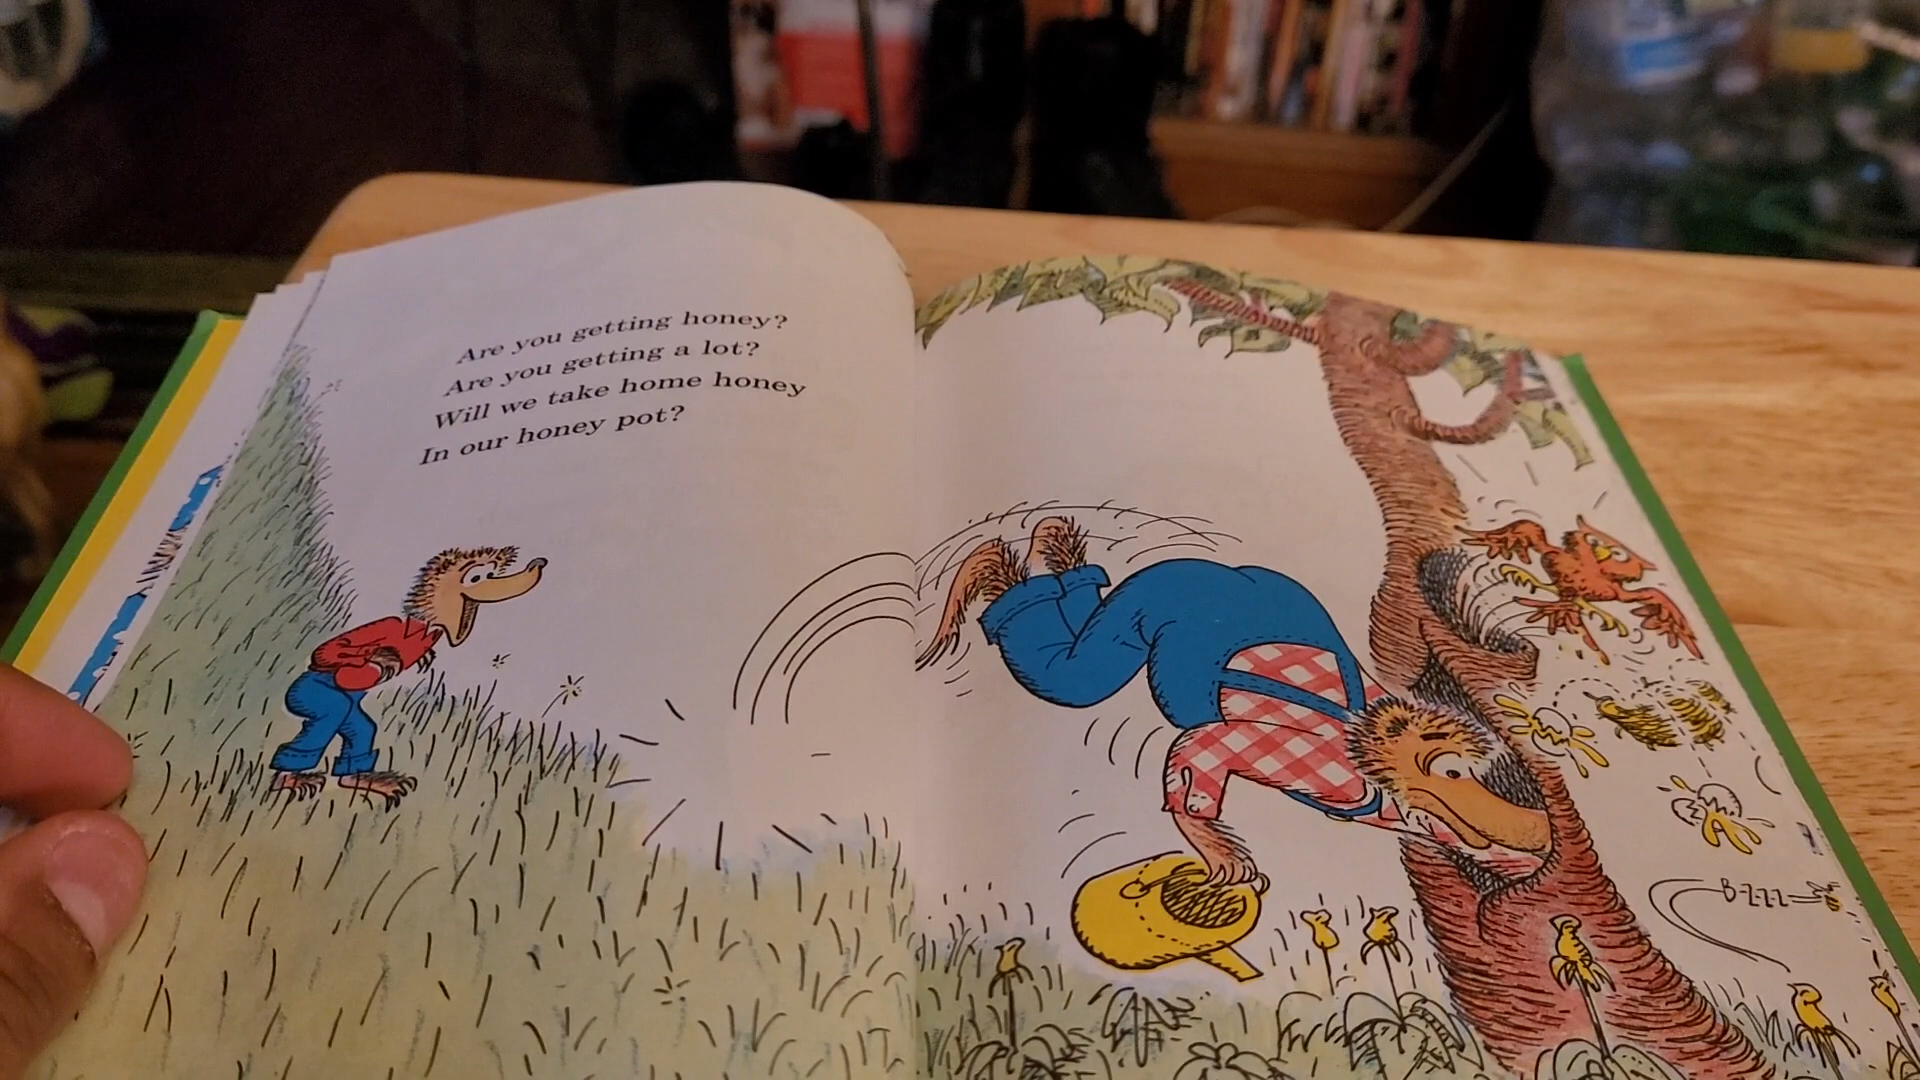 Are you getting honey?
Are you getting a lot?
Will we take home honey
In our honey pot?
B-Z-Z-Z